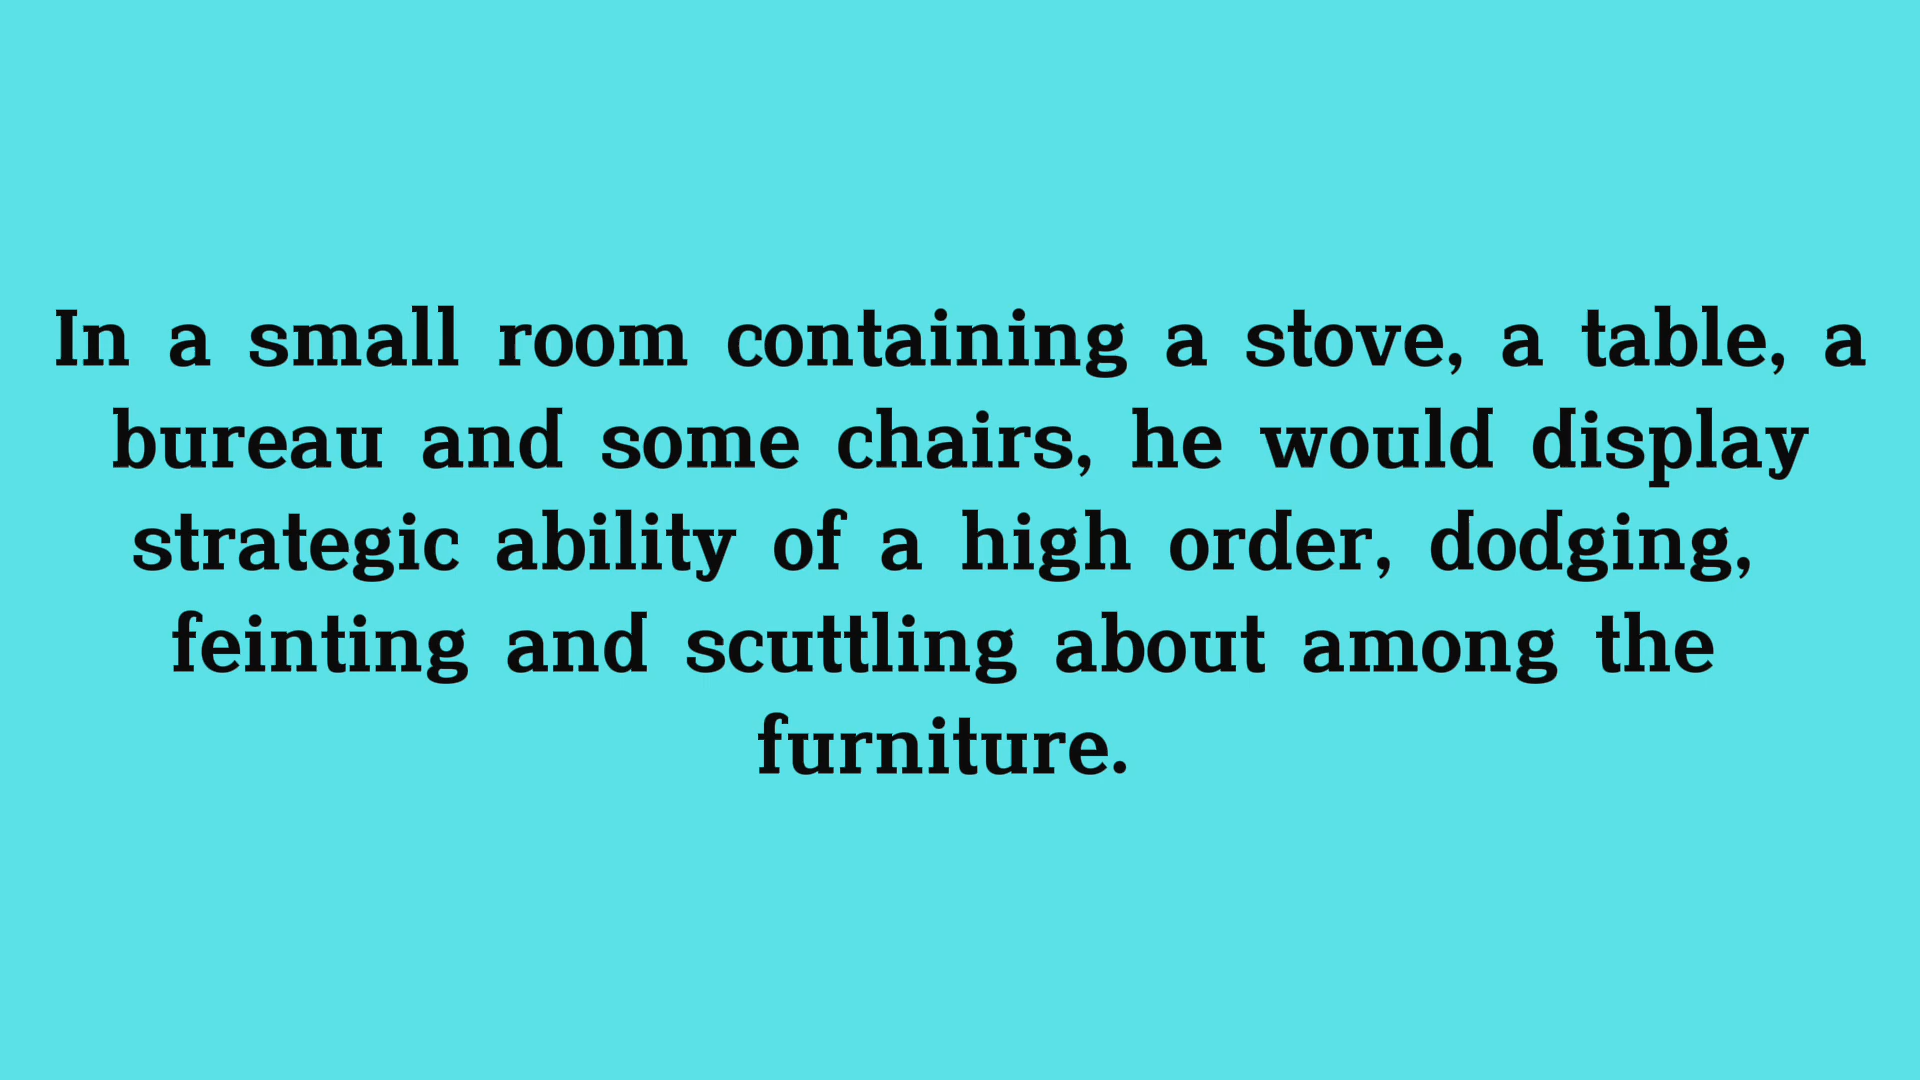 In a small room containing a stove, a table, a
bureau and some chairs, he would display
strategic ability of a high order, dodging,
feinting and scuttling about among the
furniture.